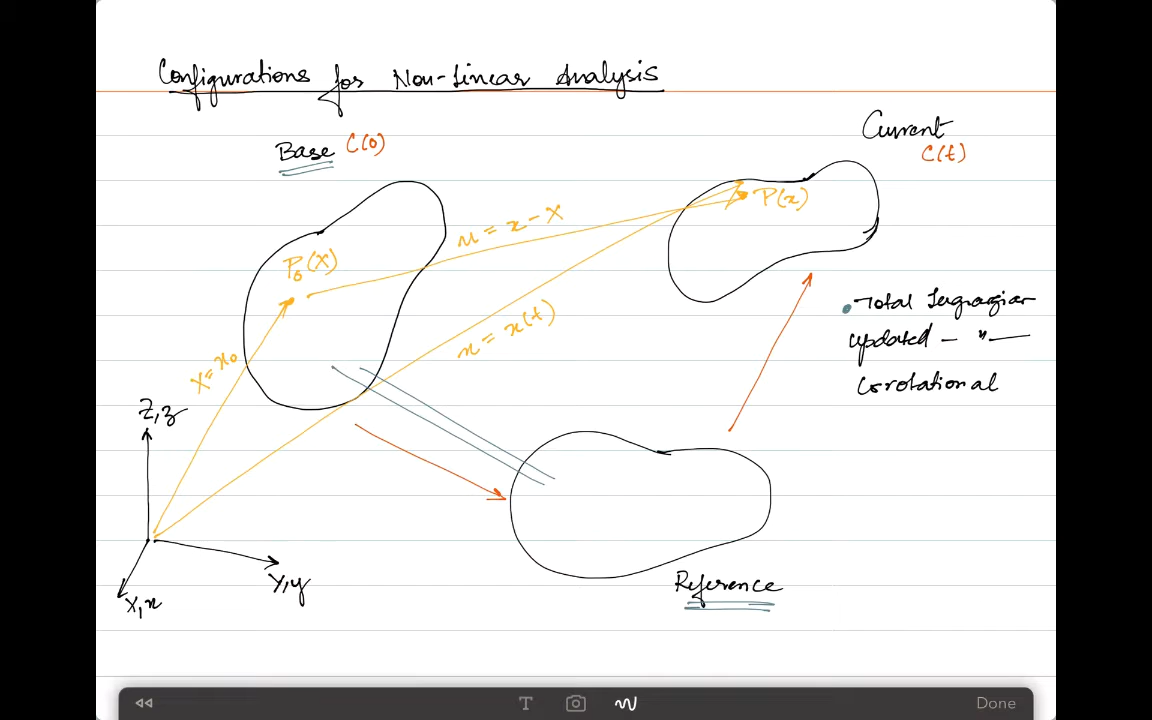 Configurations for Non-Linear Analysis
Base C(0)
Current
C(t)
P₀(X)
u = x - X
P(x)
X = x₀
x = x(t)
• Total Lagrangian
updated — " —
Corotational
Z,z
Y,y
X,x
Reference
T
Done